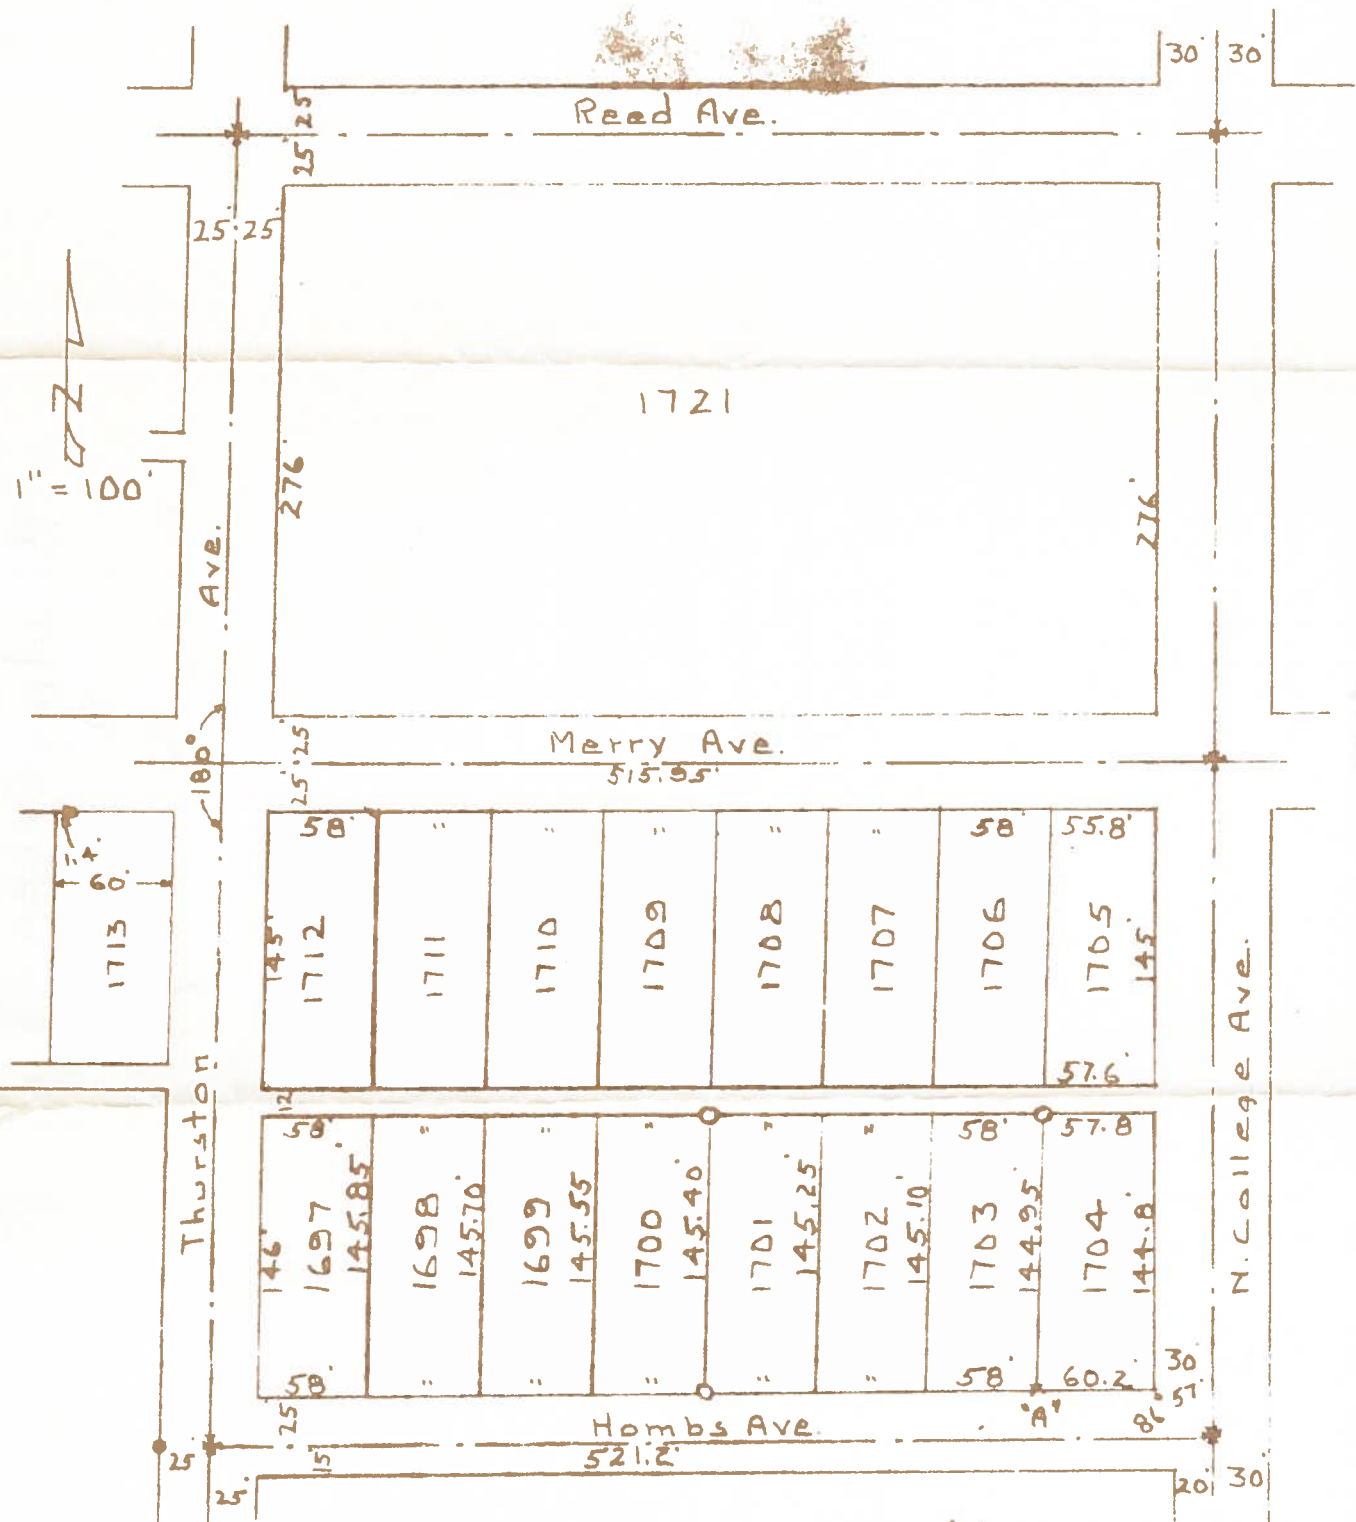 30' 30'
Reed Ave.
25'
25
25' 25'
1721
276'
276'
1" = 100'
Ave.
180°
25'
25'
Merry Ave.
515.95'
58' " " " " " 58' 55.8'
1.4'
60'
1713
145' 1712 1711 1710 1709 1708 1707 1706 1705 145'
57.6'
12'
58' " " " " " 58' 57.8
146' 1697 145.85' 1698 145.70' 1699 145.55' 1700 145.40' 1701 145.25' 1702 145.10' 1703 144.95' 1704 144.8'
Thurston
N. College Ave.
58' " " " " " 58' 60.2'
30'
"A"
25
Hombs Ave
521.2'
25' 15' 25'
20' 30'